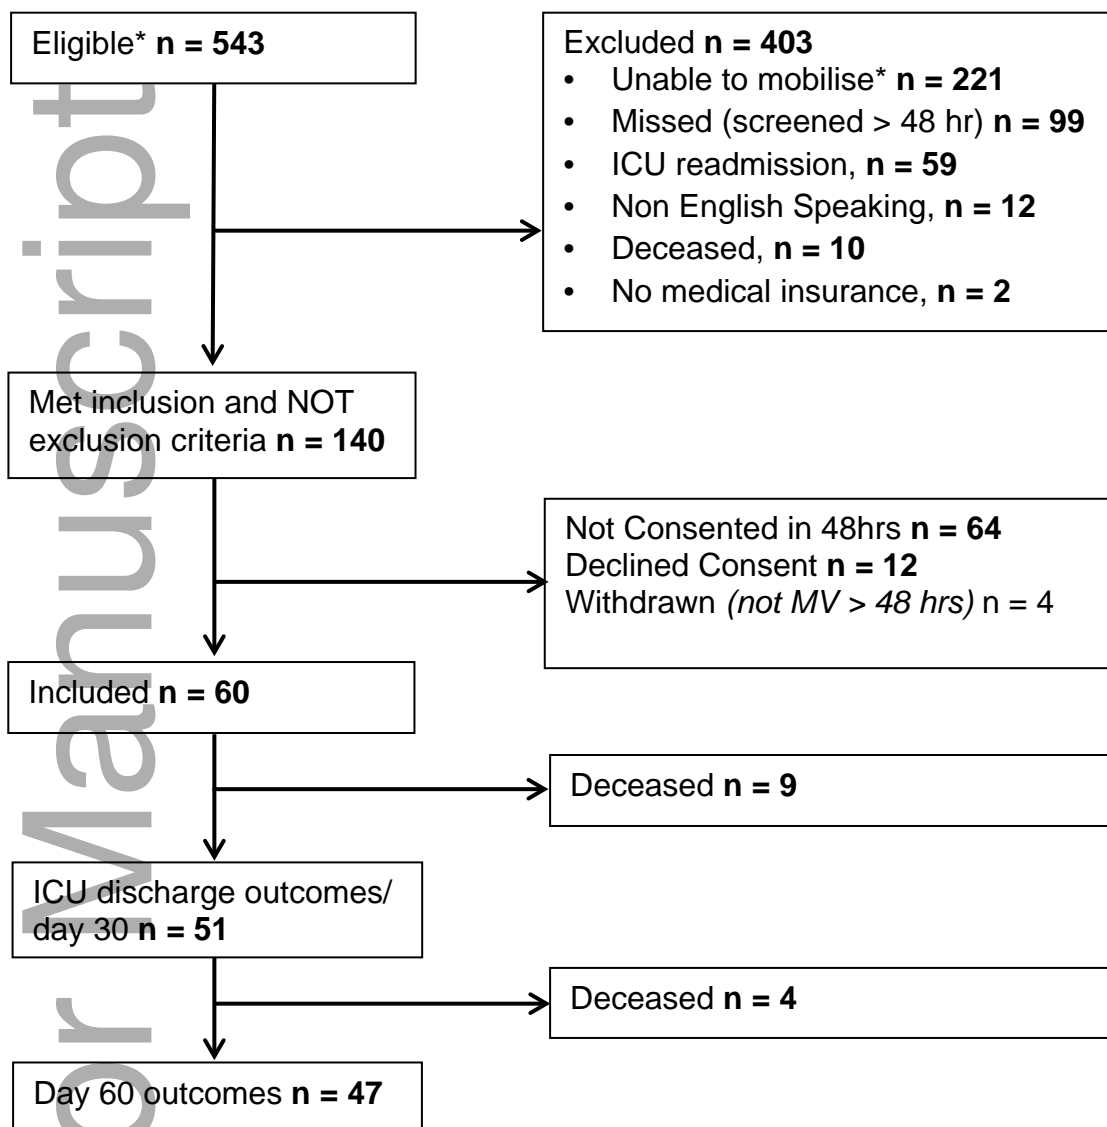 Eligible* n = 543
Excluded n = 403
• Unable to mobilise* n = 221
• Missed (screened > 48 hr) n = 99
• ICU readmission, n = 59
• Non English Speaking, n = 12
• Deceased, n = 10
• No medical insurance, n = 2
Met inclusion and NOT
exclusion criteria n = 140
Not Consented in 48hrs n = 64
Declined Consent n = 12
Withdrawn (not MV > 48 hrs) n = 4
Included n = 60
Deceased n = 9
ICU discharge outcomes/
day 30 n = 51
Deceased n = 4
Day 60 outcomes n = 47
or Manuscript